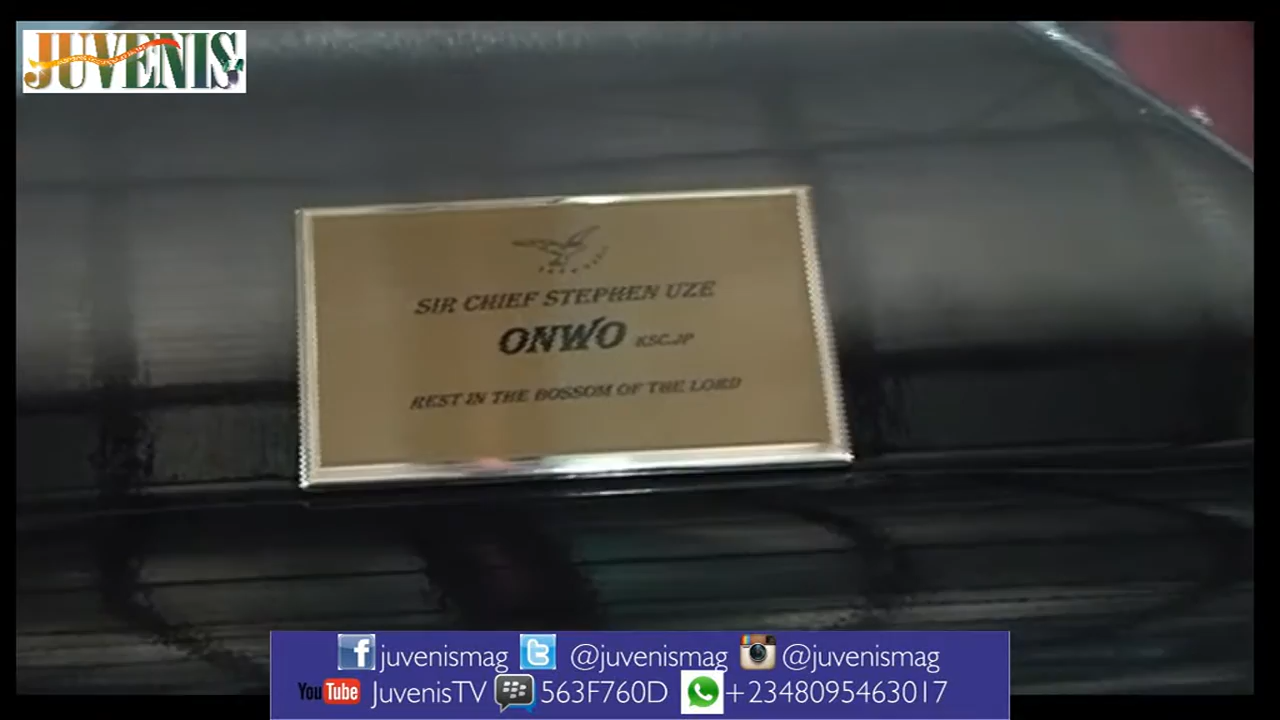 JUVENIS
SIR CHIEF STEPHEN UZE
ONWO KSC.JP
REST IN THE BOSSOM OF THE LORD
juvenismag @juvenismag @juvenismag
YouTube JuvenisTV 563F760D +2348095463017